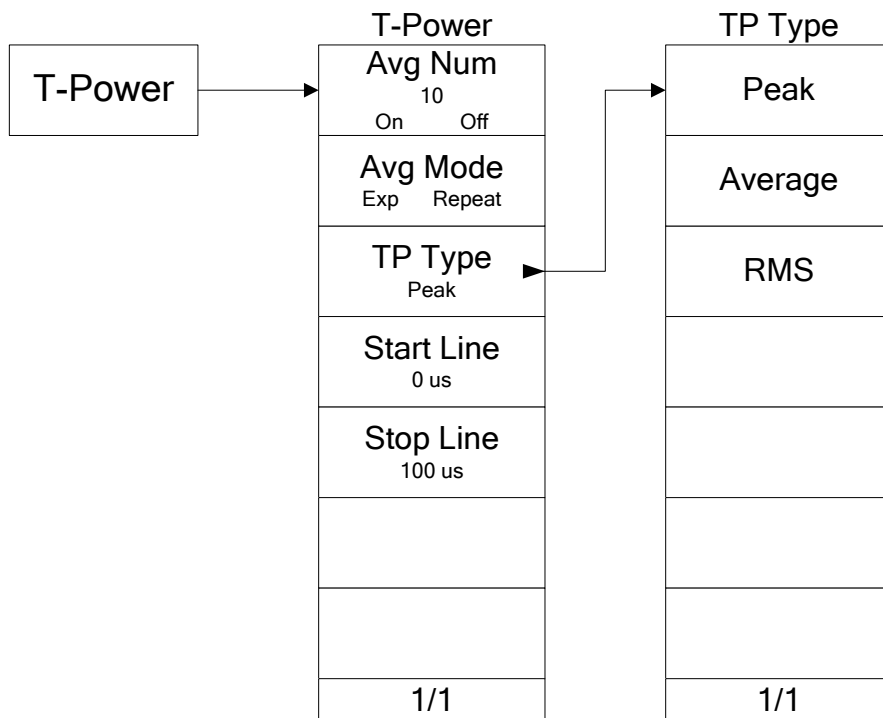 T-Power
T-Power
Avg Num
10
On Off
Avg Mode
Exp Repeat
TP Type
Peak
Start Line
0 us
Stop Line
100 us
1/1
TP Type
Peak
Average
RMS
1/1